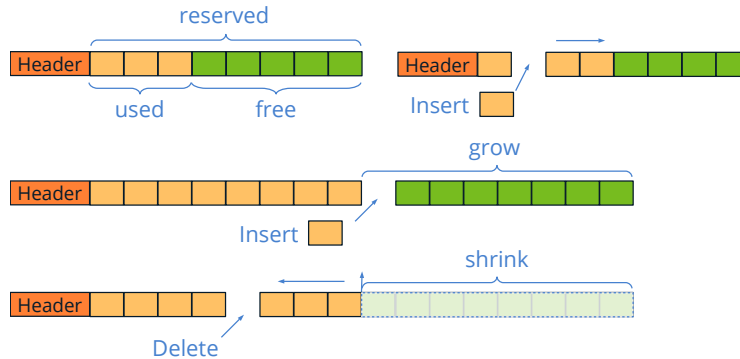 reserved
Header
Header
used
free
Insert
grow
Header
Insert
shrink
Header
Delete